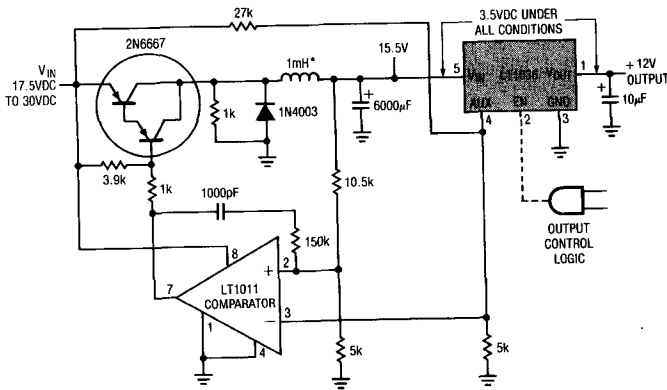 27k
3.5VDC UNDER
ALL CONDITIONS
2N6667
VIN
17.5VDC
TO 30VDC
1mH*
15.5V
1k
1N4003
+
6000µF
5
VIN
LT1036
VOUT
1
+12V
OUTPUT
AUX
EN
GND
4
2
3
+
10µF
3.9k
1k
1000pF
150k
10.5k
OUTPUT
CONTROL
LOGIC
7
8
LT1011
COMPARATOR
+
2
−
3
1
4
5k
5k